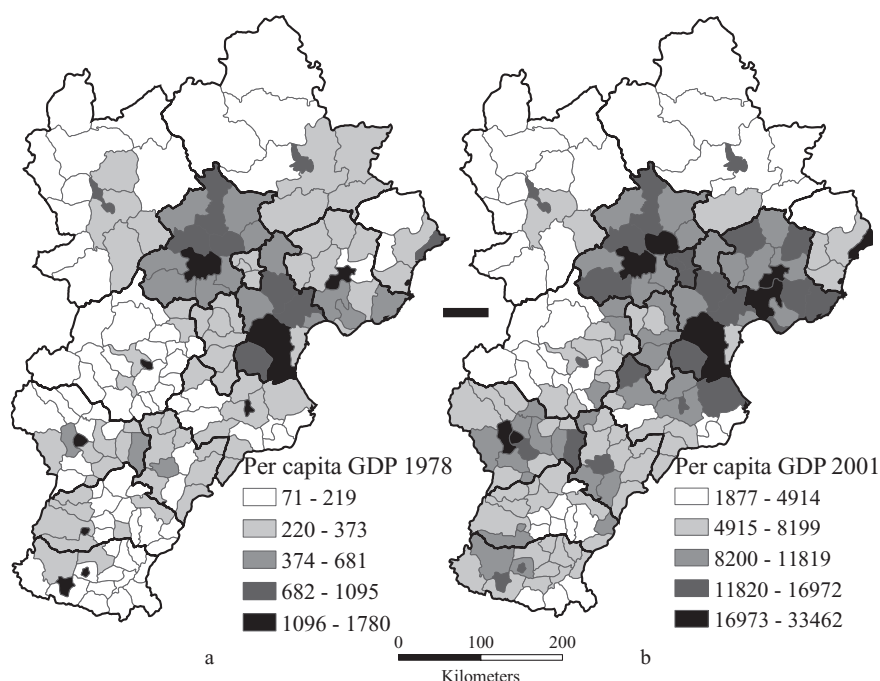 Per capita GDP 1978
71 - 219
220 - 373
374 - 681
682 - 1095
1096 - 1780
Per capita GDP 2001
1877 - 4914
4915 - 8199
8200 - 11819
11820 - 16972
16973 - 33462
a
0 100 200
Kilometers
b